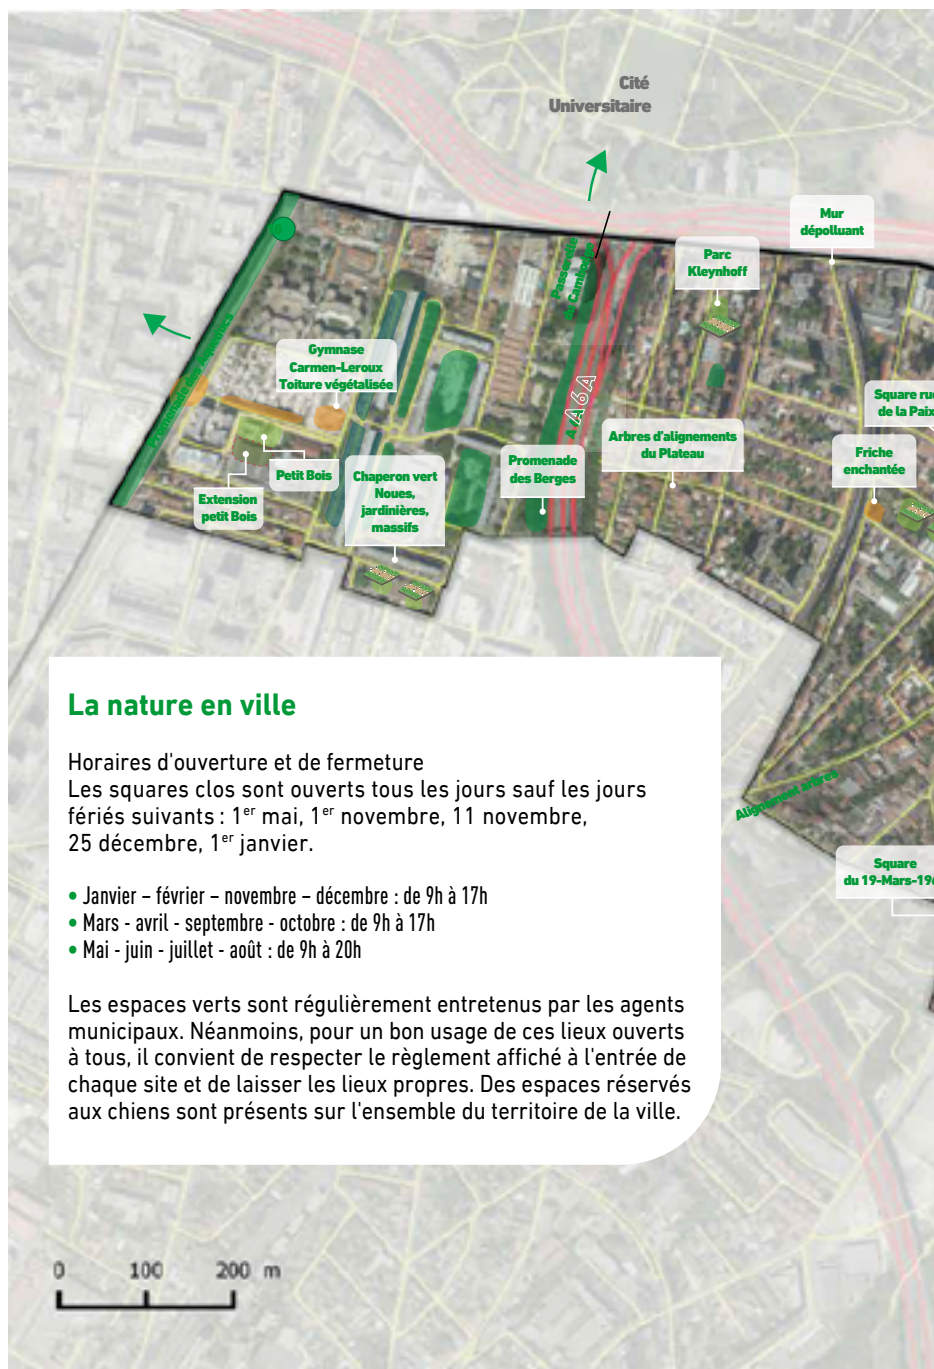 Cité
Universitaire
Mur
dépolluant
Parc
Kleynhoff
Passerelle
du Cambodge
Gymnase
Carmen-Leroux
Toiture végétalisée
A6A
Square rue
de la Paix
Arbres d'alignements
du Plateau
Promenade
des Berges
Friche
enchantée
Petit Bois
Chaperon vert
Noues,
jardinières,
massifs
Extension
petit Bois
La nature en ville
Horaires d'ouverture et de fermeture
Les squares clos sont ouverts tous les jours sauf les jours
fériés suivants : 1er mai, 1er novembre, 11 novembre,
25 décembre, 1er janvier.
• Janvier – février – novembre – décembre : de 9h à 17h
• Mars - avril - septembre - octobre : de 9h à 17h
• Mai - juin - juillet - août : de 9h à 20h
Les espaces verts sont régulièrement entretenus par les agents
municipaux. Néanmoins, pour un bon usage de ces lieux ouverts
à tous, il convient de respecter le règlement affiché à l'entrée de
chaque site et de laisser les lieux propres. Des espaces réservés
aux chiens sont présents sur l'ensemble du territoire de la ville.
Alignement arbres
Square
du 19-Mars-196
0 100 200 m